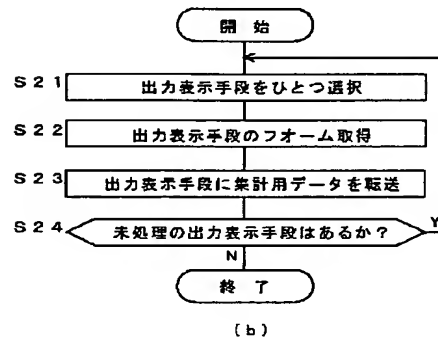 開 始
S21 出力表示手段をひとつ選択
S22 出力表示手段のフオーム取得
S23 出力表示手段に集計用データを転送
S24 未処理の出力表示手段はあるか? Y
N
終 了
(b)